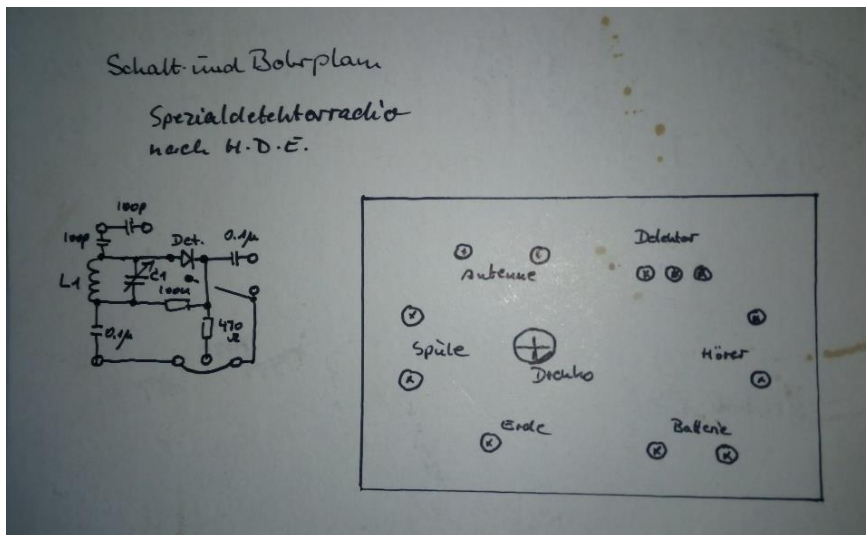 Schalt- und Bohrplan
Spezialdetektorradio
nach H.D.E.
100p
100p
Det.
0.1µ
L1
C1
100n
0.1µ
470
Ω
Detektor
Antenne
Spule
Drehko
Hörer
Erde
Batterie